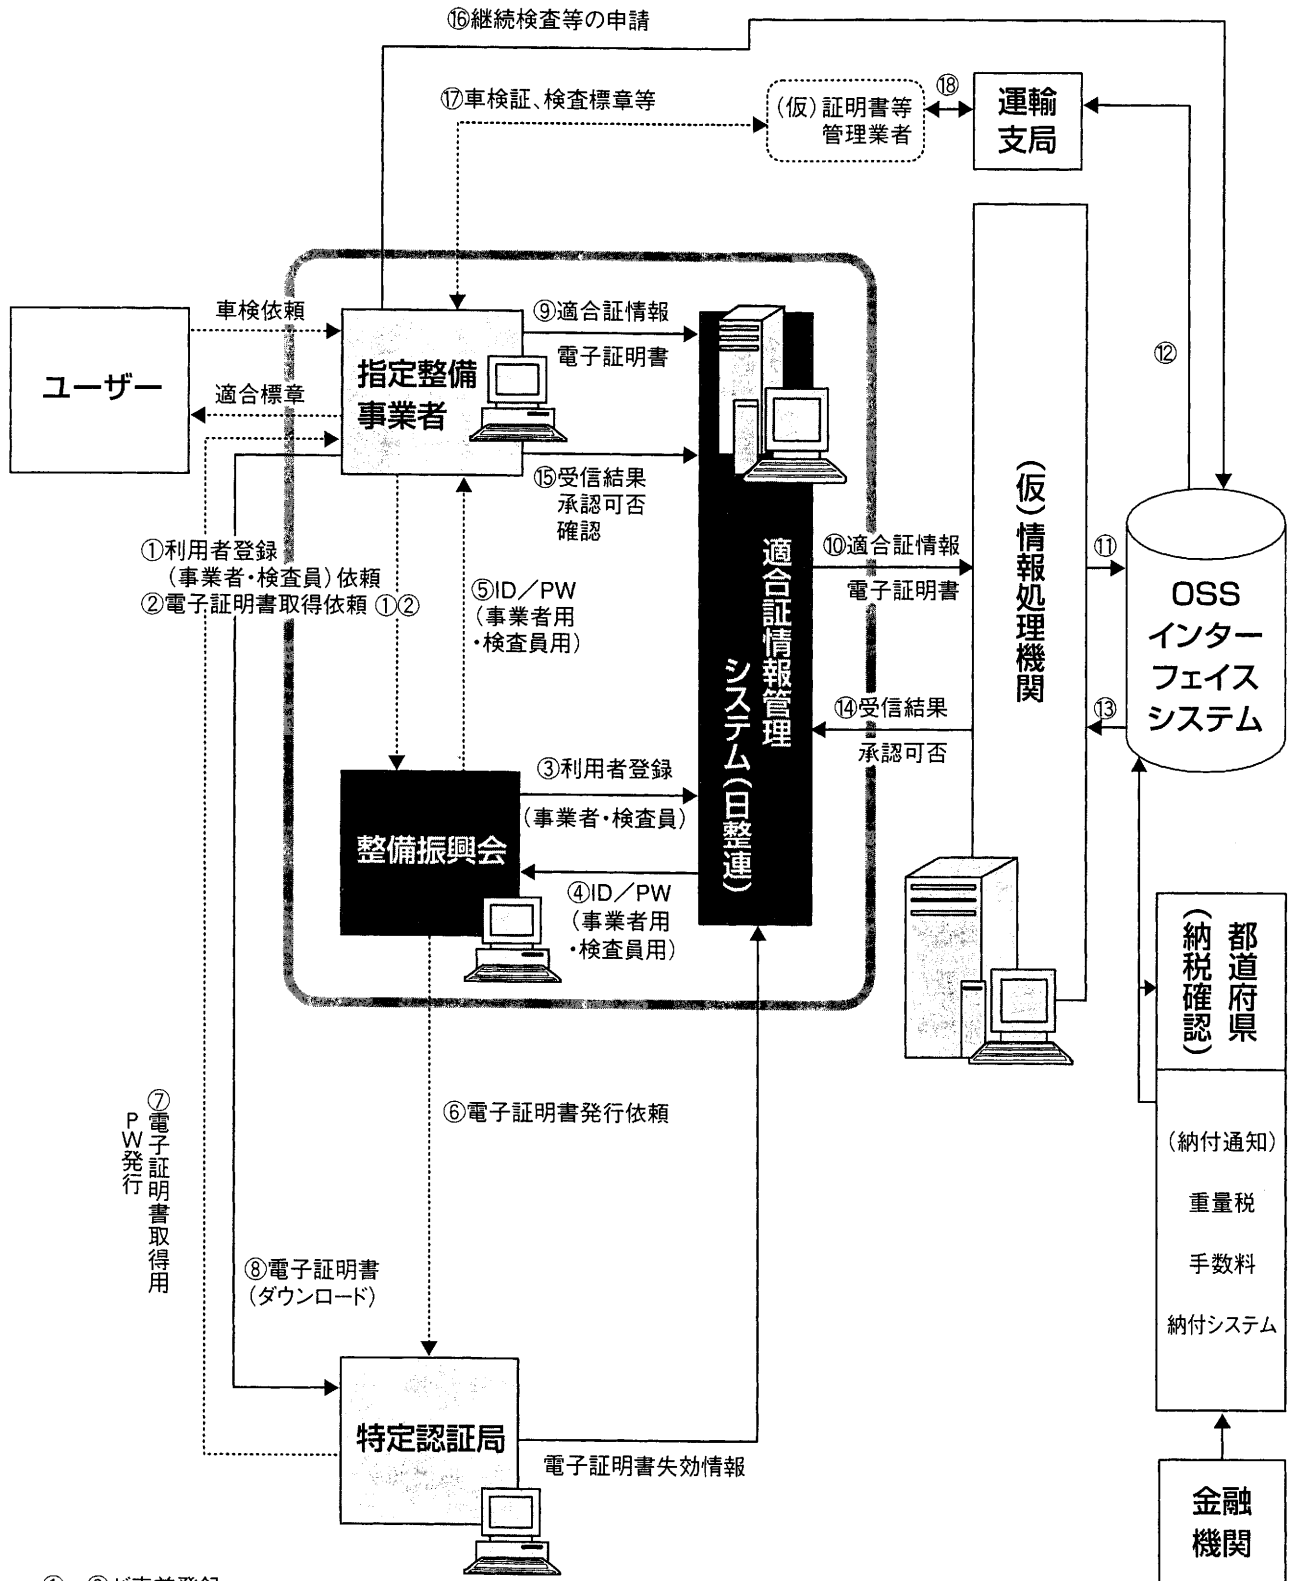 ⑯継続検査等の申請
⑰車検証、検査標章等
(仮)証明書等
管理業者
⑱
運輸
支局
ユーザー
車検依頼
適合標章
指定整備
事業者
⑨適合証情報
電子証明書
⑮受信結果
承認可否
確認
⑫
①利用者登録
(事業者・検査員)依頼
②電子証明書取得依頼
①②
⑤ID/PW
(事業者用
・検査員用)
適合証情報管理
システム(日整連)
⑩適合証情報
電子証明書
(仮)情報処理機関
⑪
OSS
インター
フェイス
システム
⑬
⑭受信結果
承認可否
整備振興会
③利用者登録
(事業者・検査員)
④ID/PW
(事業者用
・検査員用)
都道府県
(納税確認)
(納付通知)
重量税
手数料
納付システム
⑥電子証明書発行依頼
⑦電子証明書取得用
PW発行
⑧電子証明書
(ダウンロード)
特定認証局
電子証明書失効情報
金融
機関